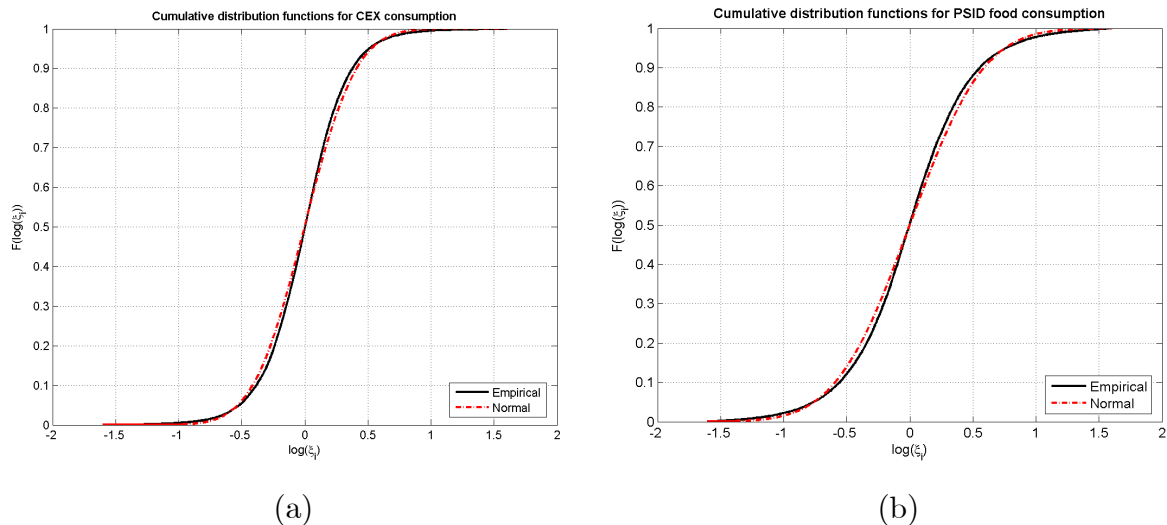 Cumulative distribution functions for CEX consumption
1
0.9
0.8
0.7
0.6
0.5
0.4
0.3
0.2
0.1
0
F(log(ξᵢ))
-2 -1.5 -1 -0.5 0 0.5 1 1.5 2
log(ξᵢ)
Empirical
Normal
(a)
Cumulative distribution functions for PSID food consumption
1
0.9
0.8
0.7
0.6
0.5
0.4
0.3
0.2
0.1
0
F(log(ξᵢ))
-2 -1.5 -1 -0.5 0 0.5 1 1.5 2
log(ξᵢ)
Empirical
Normal
(b)